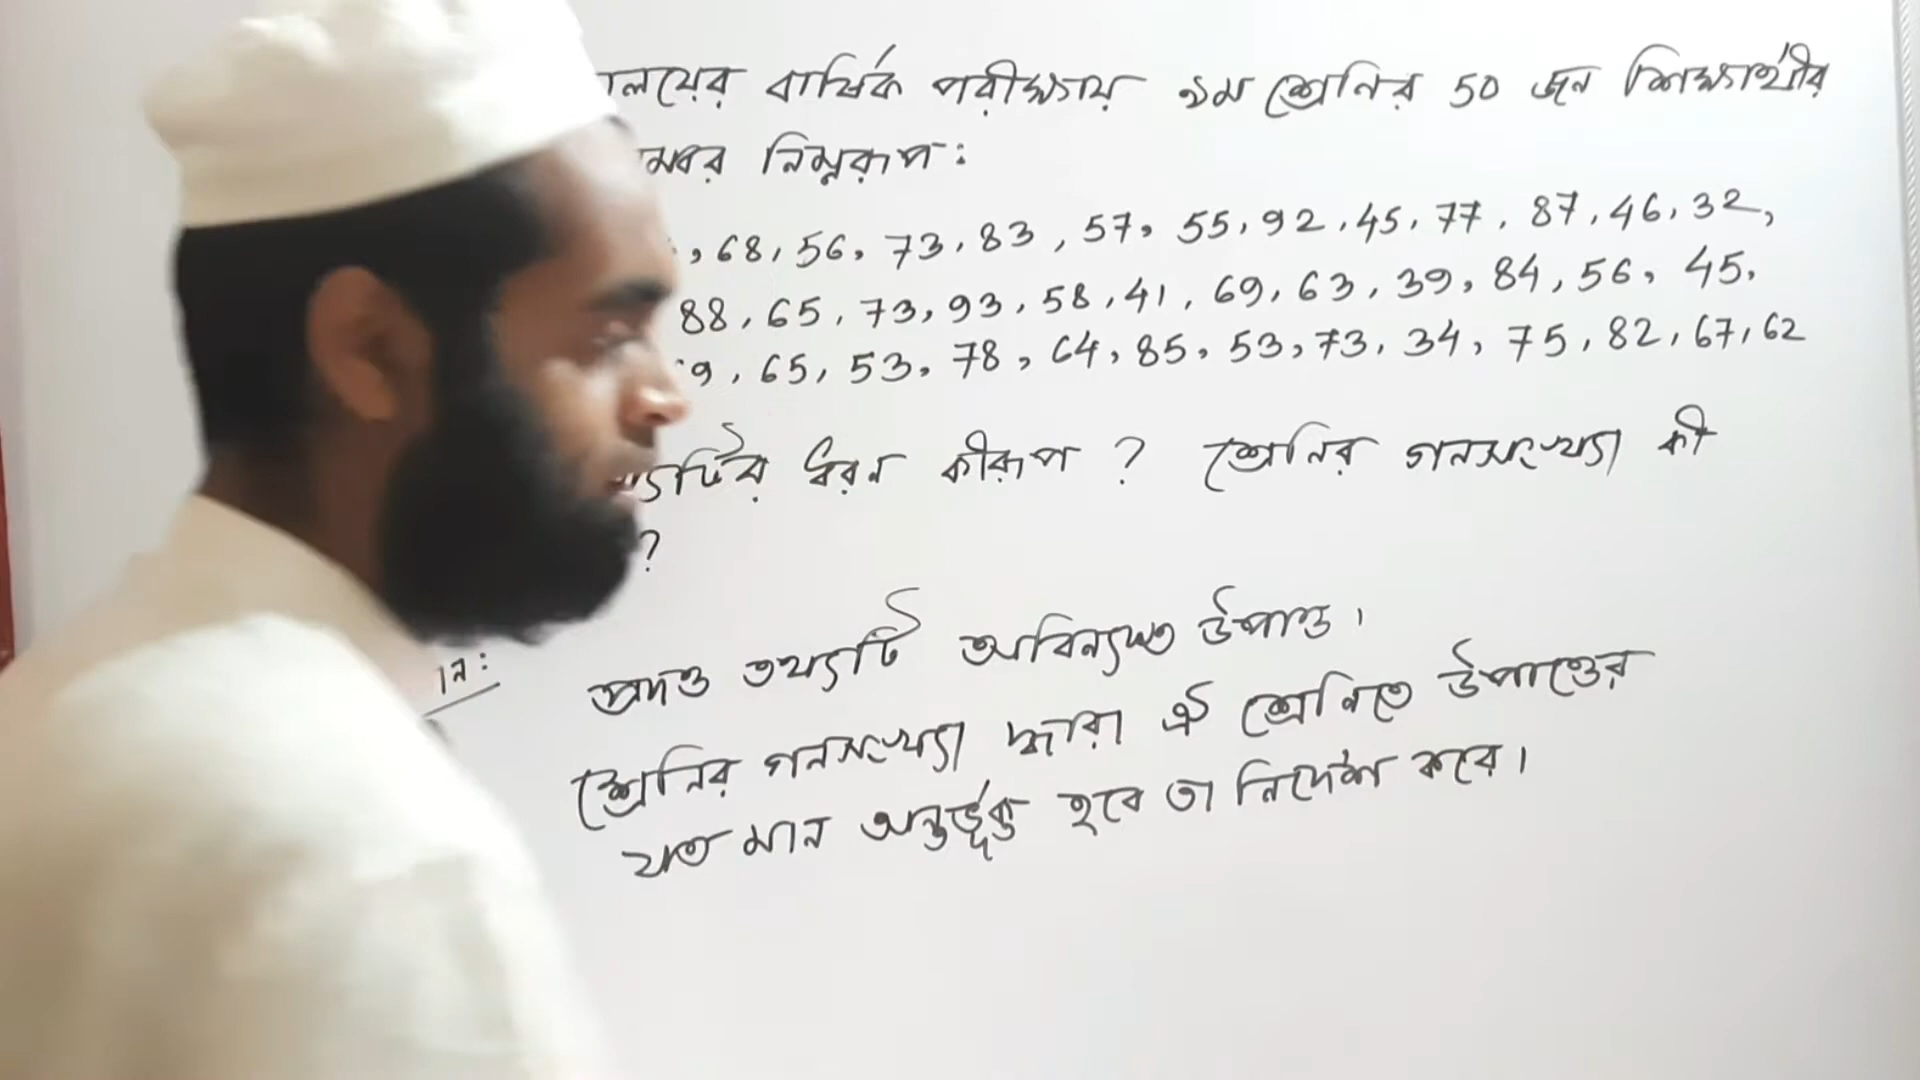 লয়ের বার্ষিক পরীক্ষায় ৯ম শ্রেনির 50 জন শিক্ষার্থীর
নিম্নরূপ:
, 68, 56, 73, 83, 57, 55, 92, 45, 77, 87, 46, 32,
88, 65, 73, 93, 58, 41, 69, 63, 39, 84, 56, 45,
9, 65, 53, 78, 64, 85, 53, 73, 34, 75, 82, 67, 62
টির ধরন কীরূপ? শ্রেনির গনসংখ্যা কী
?
ান: প্রদত্ত তথ্যটি অবিন্যস্ত উপাত্ত।
শ্রেনির গনসংখ্যা দ্বারা ঐ শ্রেনিতে উপাত্তের
যত মান অন্তর্ভূক্ত হবে তা নির্দেশ করে।